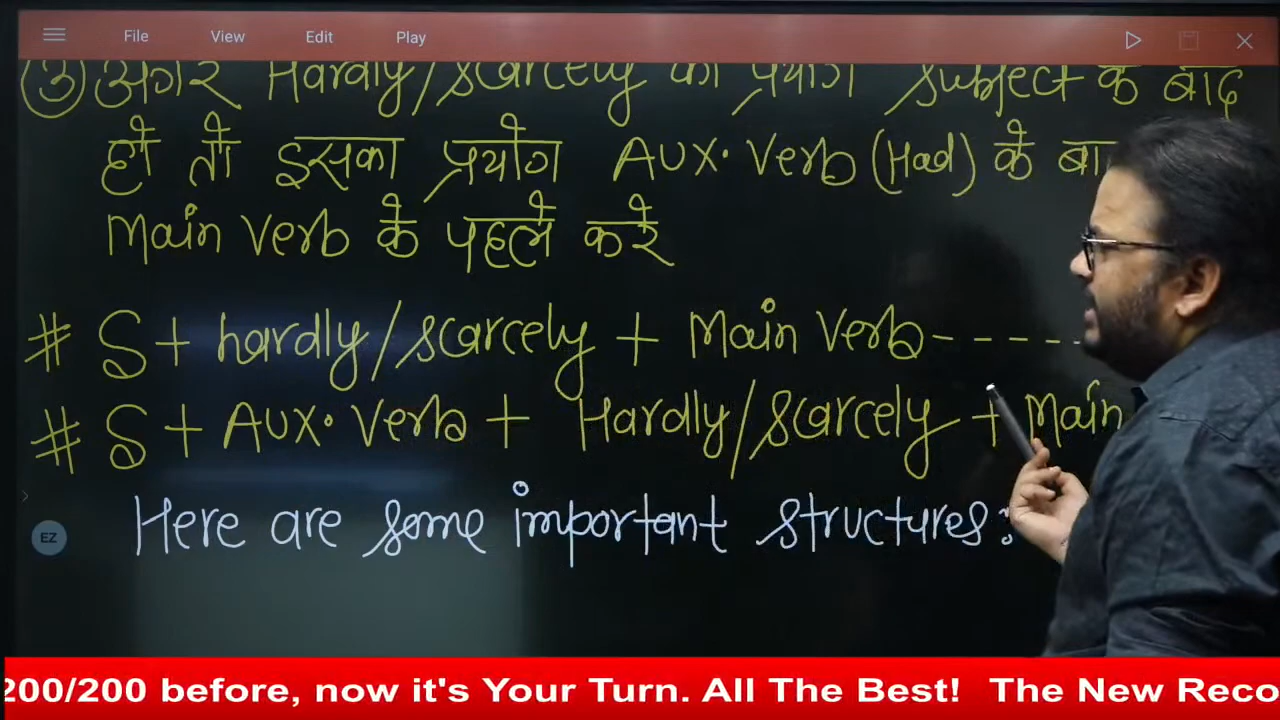 File View Edit Play
(3) अगर Hardly/scarcely का प्रयोग subject के बाद
हो तो इसका प्रयोग Aux. Verb (Had) के
Main Verb के पहले करे
# S + hardly/scarcely + Main Verb-----
# S + Aux. Verb + Hardly/scarcely + Main
Here are some important structures:
EZ
200/200 before, now it's Your Turn. All The Best! The New